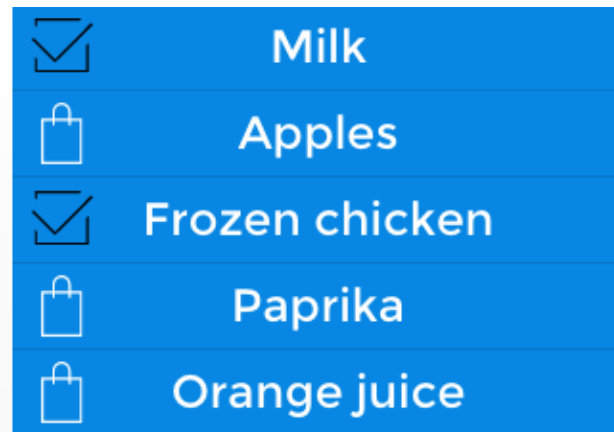 Milk
Apples
Frozen chicken
Paprika
Orange juice